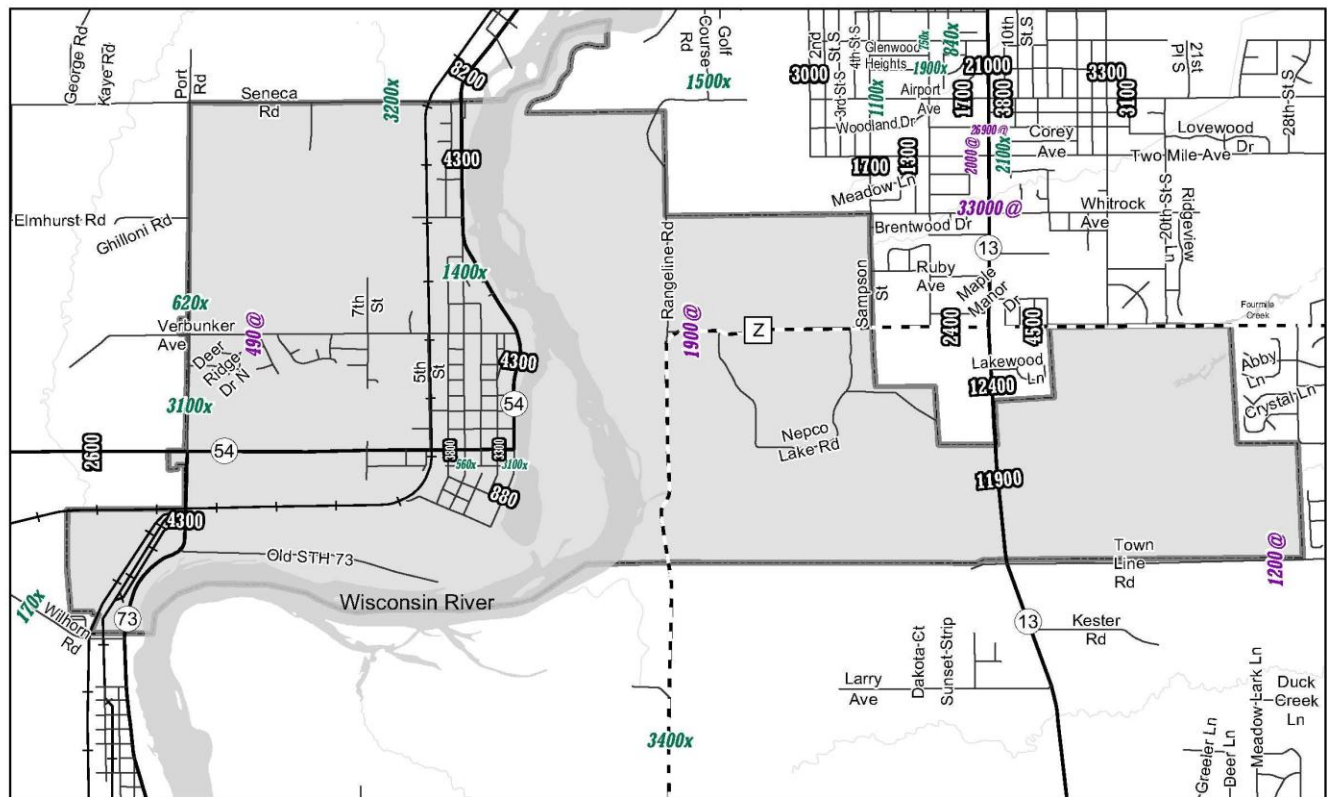 George Rd
Kaye Rd
Port
Rd
Seneca
Rd
3200x
8200
4300
Golf
Course
Rd
1500x
2nd
St S
3000
3rd St S
4th St S
Glenwood
Heights
750x
840x
1900x
1100x
Airport
Ave
Woodland Dr
21000
1700
3800
10th
St S
3300
3100
21st
Pl S
28th St S
26900 @
2000 @
2100x
Corey
Ave
Lovewood
Dr
Two Mile Ave
1700
1300
Meadow Ln
33000 @
Whitrock
Ave
S 20th Ln
Ridgeview
Brentwood Dr
13
Elmhurst Rd
Ghilloni Rd
1400x
620x
Verbunker
Ave
490 @
7th
St
Deer
Ridge
Dr N
3100x
5th
St
4300
54
Rangeline Rd
1900 @
Z
Sampson
St
Ruby
Ave
Maple
Manor
Dr
2400
4500
Lakewood
Ln
12400
Fourmile
Creek
Abby
Ln
Crystal Ln
Nepco
Lake Rd
2600
54
3300
3100x
560x
880
11900
4300
Old STH 73
Town
Line
Rd
1200 @
170x
Wilhorn
Rd
73
Wisconsin River
13
Kester
Rd
Larry
Ave
Dakota Ct
Sunset Strip
3400x
Greeler Ln
Deer Ln
Meadow Lark Ln
Duck
Creek
Ln